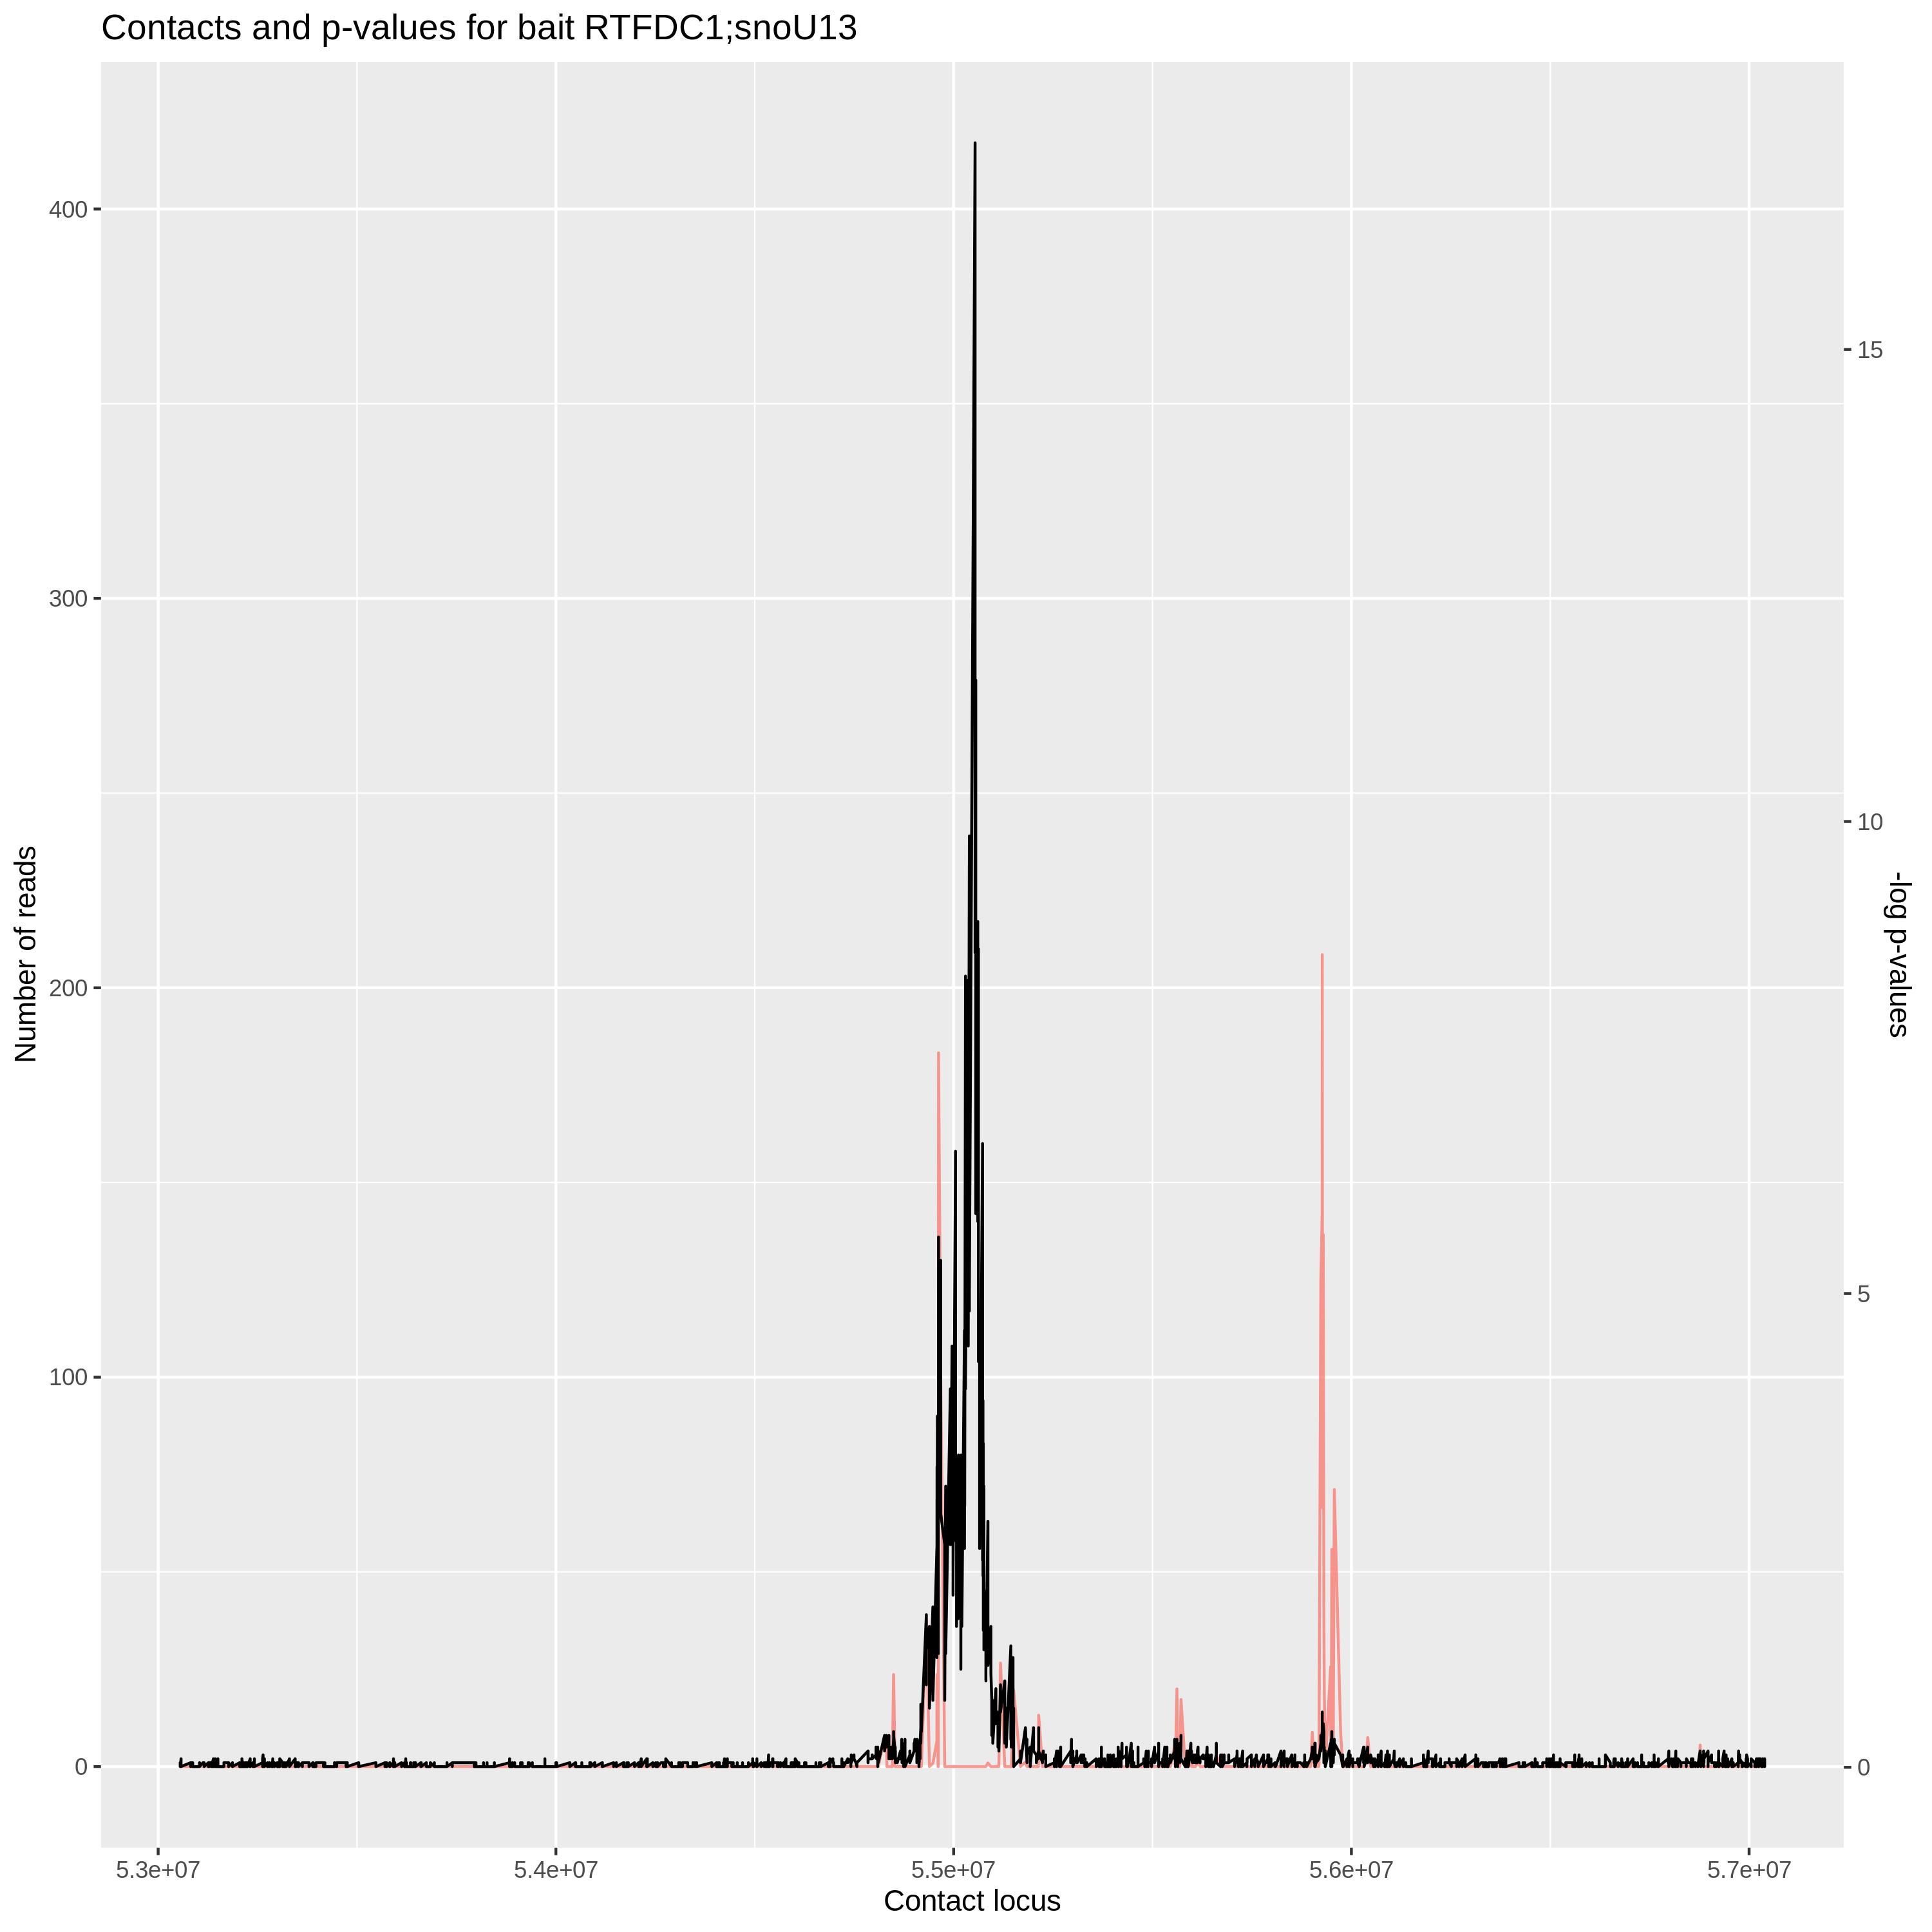 Contacts and p-values for bait RTFDC1;snoU13
400
300
200
100
0
15
10
5
0
Number of reads
-log p-values
5.3e+07
5.4e+07
5.5e+07
5.6e+07
5.7e+07
Contact locus